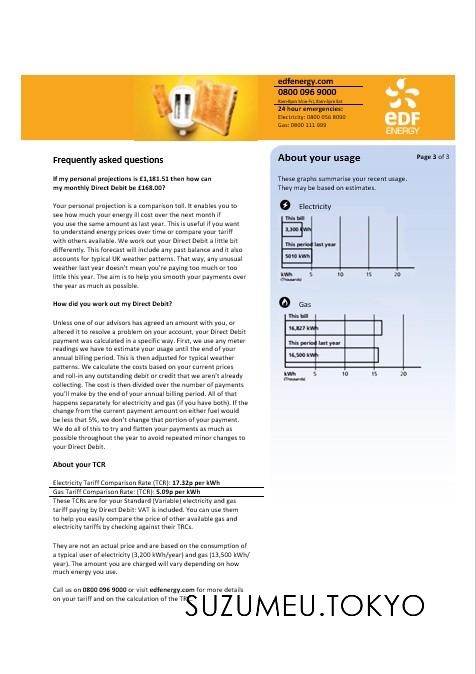 edfenergy.com
0800 096 9000
8am-8pm Mon-Fri, 8am-2pm Sat
24 hour emergencies:
Electricity: 0800 056 8090
Gas: 0800 111 999
eDF
ENERGY
Frequently asked questions
If my personal projections is £1,181.51 then how can
my monthly Direct Debit be £168.00?
Your personal projection is a comparison toll. It enables you to
see how much your energy ill cost over the next month if
you use the same amount as last year. This is useful if you want
to understand energy prices over time or compare your tariff
with others available. We work out your Direct Debit a little bit
differently. This forecast will include any past balance and it also
accounts for typical UK weather patterns. That way, any unusual
weather last year doesn't mean you're paying too much or too
little this year. The aim is to help you smooth your payments over
the year as much as possible.
How did you work out my Direct Debit?
Unless one of our advisors has agreed an amount with you, or
altered it to resolve a problem on your account, your Direct Debit
payment was calculated in a specific way. First, we use any meter
readings we have to estimate your usage until the end of your
annual billing period. This is then adjusted for typical weather
patterns. We calculate the costs based on your current prices
and roll-in any outstanding debit or credit that we aren't already
collecting. The cost is then divided over the number of payments
you'll make by the end of your annual billing period. All of that
happens separately for electricity and gas (if you have both). If the
change from the current payment amount on either fuel would
be less that 5%, we don't change that portion of your payment.
We do all of this to try and flatten your payments as much as
possible throughout the year to avoid repeated minor changes to
your Direct Debit.
About your TCR
Electricity Tariff Comparison Rate (TCR): 17.32p per kWh
Gas Tariff Comparison Rate: (TCR): 5.09p per kWh
These TCRs are for your Standard (Variable) electricity and gas
tariff paying by Direct Debit: VAT is included. You can use them
to help you easily compare the price of other available gas and
electricity tariffs by checking against their TRCs.
They are not an actual price and are based on the consumption of
a typical user of electricity (3,200 kWh/year) and gas (13,500 kWh/
year). The amount you are charged will vary depending on how
much energy you use.
Call us on 0800 096 9000 or visit edfenergy.com for more details
on your tariff and on the calculation of the
About your usage
Page 3 of 3
These graphs summarise your recent usage.
They may be based on estimates.
Electricity
This bill
3,300 kWh
This period last year
5010 kWh
kWh 5 10 15 20
(Thousands)
Gas
This bill
16,827 kWh
This period last year
16,500 kWh
kWh 5 10 15 20
(Thousands)
SUZUMEU.TOKYO